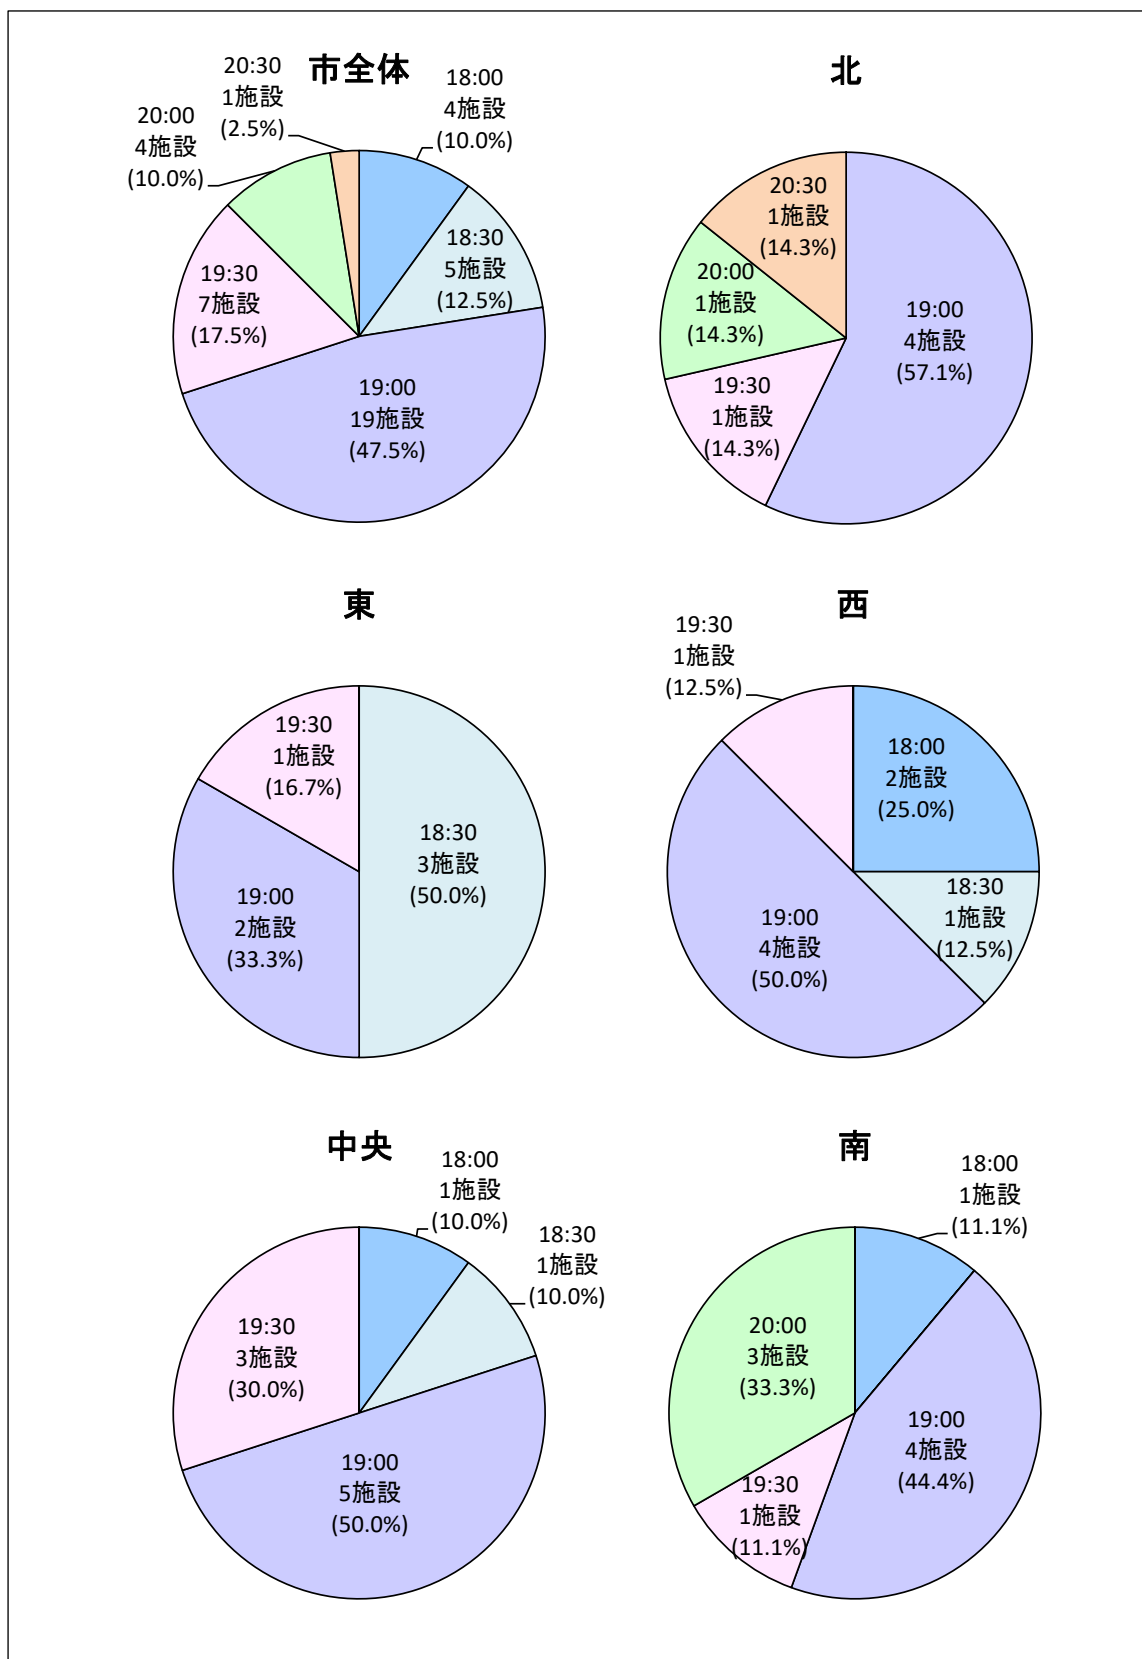 市全体
18:00
4施設
(10.0%)
18:30
5施設
(12.5%)
19:00
19施設
(47.5%)
19:30
7施設
(17.5%)
20:00
4施設
(10.0%)
20:30
1施設
(2.5%)
北
19:00
4施設
(57.1%)
19:30
1施設
(14.3%)
20:00
1施設
(14.3%)
20:30
1施設
(14.3%)
東
18:30
3施設
(50.0%)
19:00
2施設
(33.3%)
19:30
1施設
(16.7%)
西
18:00
2施設
(25.0%)
18:30
1施設
(12.5%)
19:00
4施設
(50.0%)
19:30
1施設
(12.5%)
中央
18:00
1施設
(10.0%)
18:30
1施設
(10.0%)
19:00
5施設
(50.0%)
19:30
3施設
(30.0%)
南
18:00
1施設
(11.1%)
19:00
4施設
(44.4%)
19:30
1施設
(11.1%)
20:00
3施設
(33.3%)